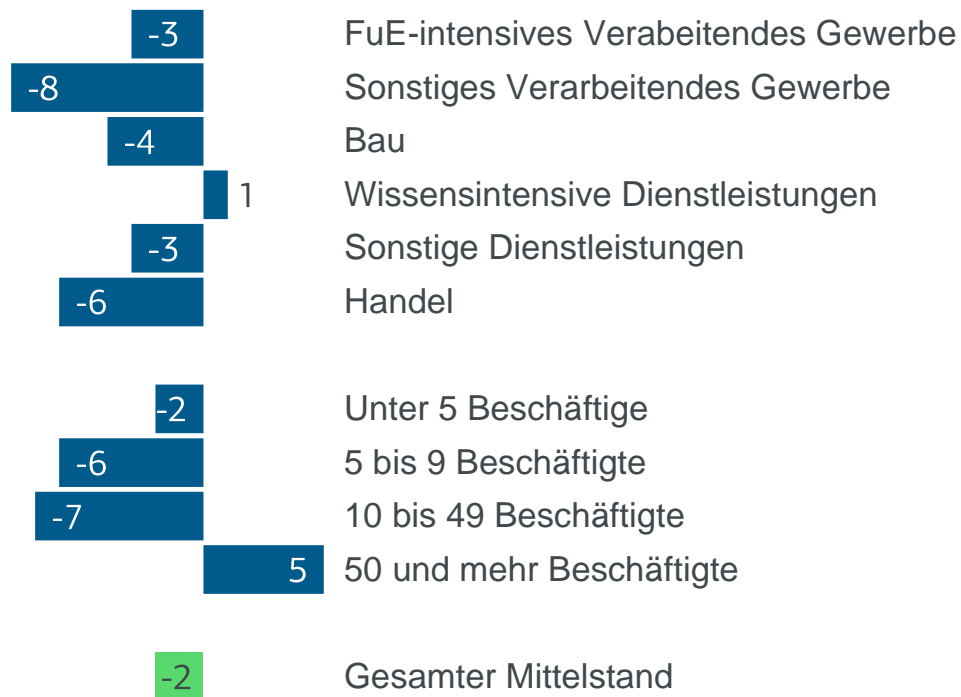 -3 FuE-intensives Verabeitendes Gewerbe
-8 Sonstiges Verarbeitendes Gewerbe
-4 Bau
1 Wissensintensive Dienstleistungen
-3 Sonstige Dienstleistungen
-6 Handel
-2 Unter 5 Beschäftige
-6 5 bis 9 Beschäftigte
-7 10 bis 49 Beschäftigte
5 50 und mehr Beschäftigte
-2 Gesamter Mittelstand